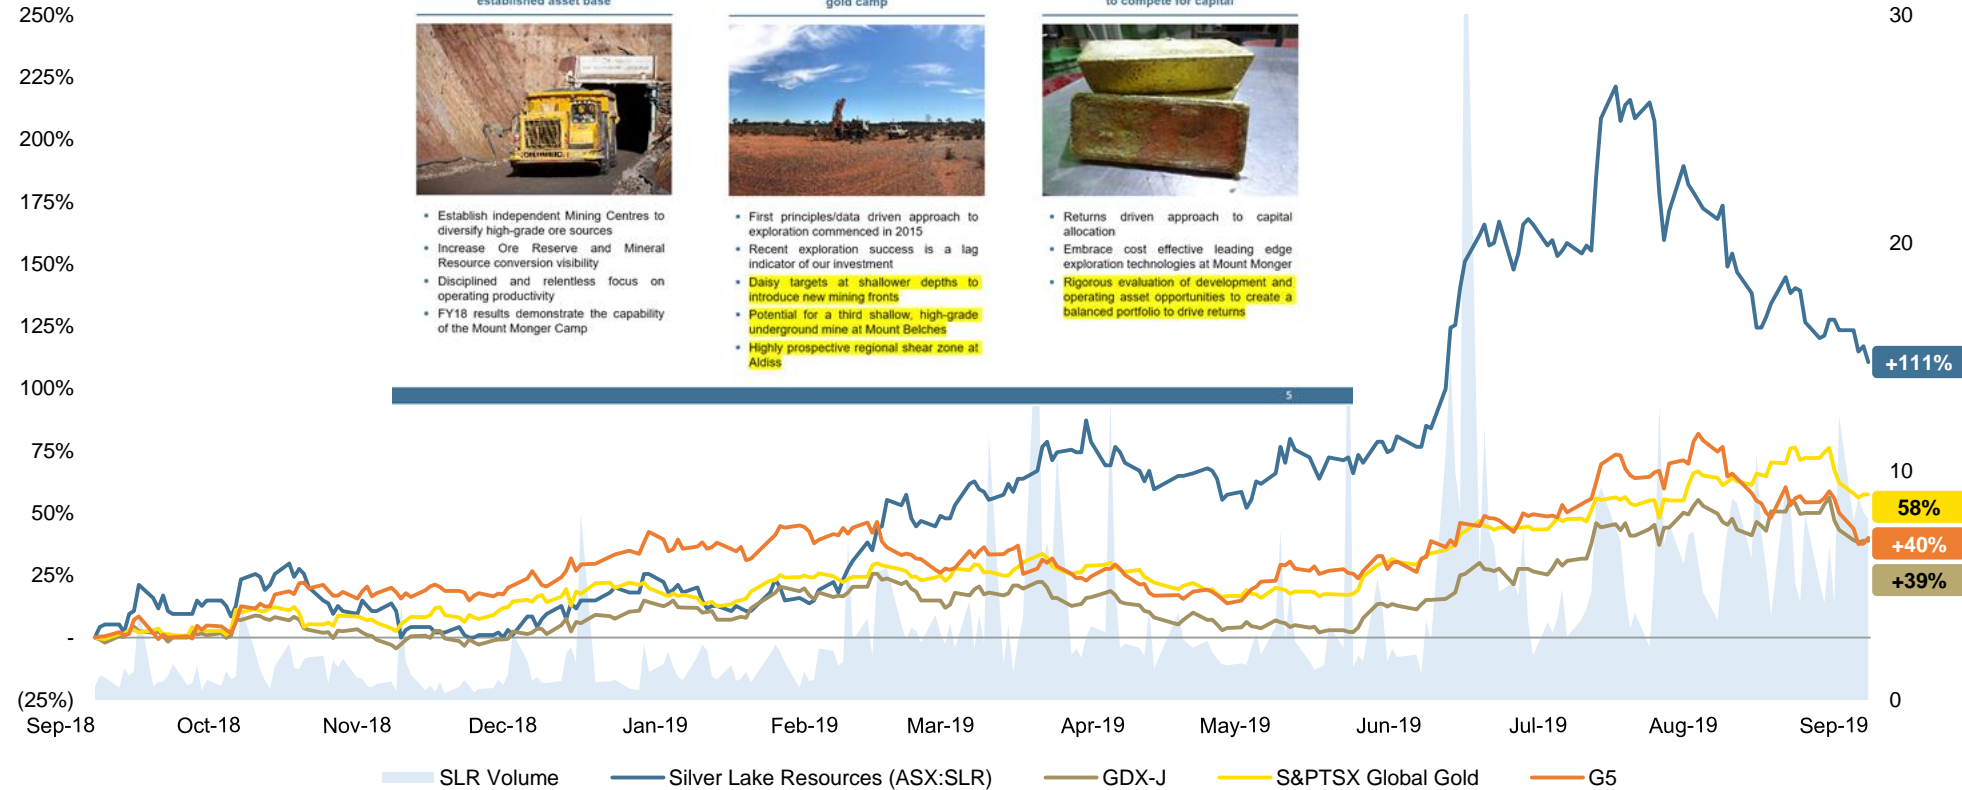 established asset base
gold camp
to compete for capital
Establish independent Mining Centres to
diversify high-grade ore sources
Increase Ore Reserve and Mineral
Resource conversion visibility
Disciplined and relentless focus on
operating productivity
FY18 results demonstrate the capability
of the Mount Monger Camp
First principles/data driven approach to
exploration commenced in 2015
Recent exploration success is a lag
indicator of our investment
Daisy targets at shallower depths to
introduce new mining fronts
Potential for a third shallow, high-grade
underground mine at Mount Belches
Highly prospective regional shear zone at
Aldiss
Returns driven approach to capital
allocation
Embrace cost effective leading edge
exploration technologies at Mount Monger
Rigorous evaluation of development and
operating asset opportunities to create a
balanced portfolio to drive returns
5
250%
225%
200%
175%
150%
125%
100%
75%
50%
25%
-
(25%)
30
20
10
0
+111%
58%
+40%
+39%
Sep-18
Oct-18
Nov-18
Dec-18
Jan-19
Feb-19
Mar-19
Apr-19
May-19
Jun-19
Jul-19
Aug-19
Sep-19
SLR Volume
Silver Lake Resources (ASX:SLR)
GDX-J
S&PTSX Global Gold
G5